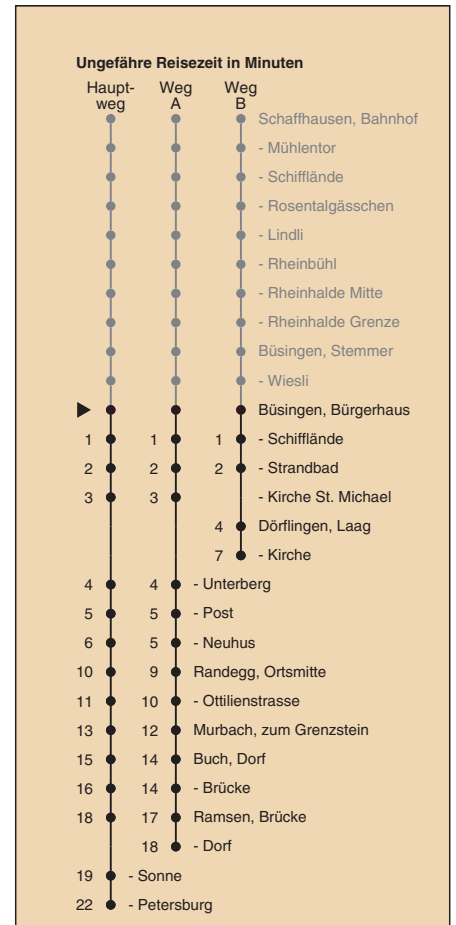 Ungefähre Reisezeit in Minuten
Haupt- Weg Weg
weg A B
Schaffhausen, Bahnhof
- Mühlentor
- Schifflände
- Rosentalgässchen
- Lindli
- Rheinbühl
- Rheinhalde Mitte
- Rheinhalde Grenze
Büsingen, Stemmer
- Wiesli
Büsingen, Bürgerhaus
1 1 1 - Schifflände
2 2 2 - Strandbad
3 3 - Kirche St. Michael
4 Dörflingen, Laag
7 - Kirche
4 4 - Unterberg
5 5 - Post
6 5 - Neuhus
10 9 Randegg, Ortsmitte
11 10 - Ottilienstrasse
13 12 Murbach, zum Grenzstein
15 14 Buch, Dorf
16 14 - Brücke
18 17 Ramsen, Brücke
18 - Dorf
19 - Sonne
22 - Petersburg